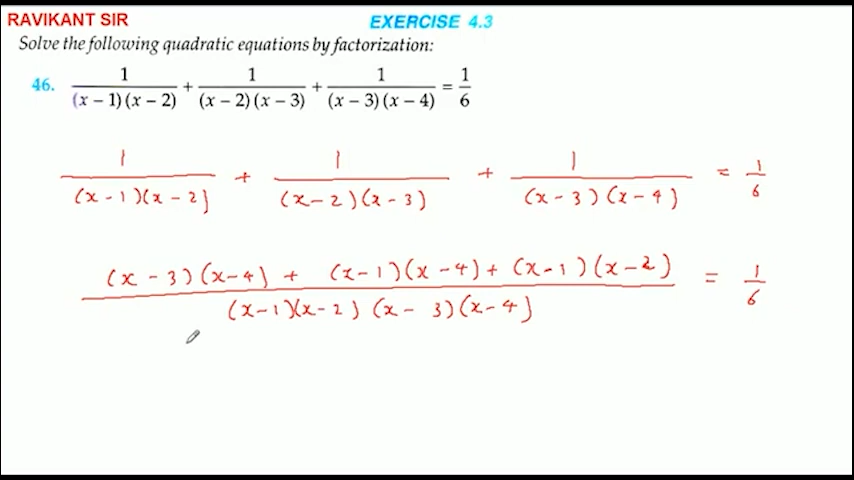 RAVIKANT SIR
EXERCISE 4.3
Solve the following quadratic equations by factorization:
46. 1/((x – 1)(x – 2)) + 1/((x – 2)(x – 3)) + 1/((x – 3)(x – 4)) = 1/6
1/((x – 1)(x – 2)) + 1/((x – 2)(x – 3)) + 1/((x – 3)(x – 4)) = 1/6
((x – 3)(x – 4) + (x – 1)(x – 4) + (x – 1)(x – 2))/((x – 1)(x – 2)(x – 3)(x – 4)) = 1/6